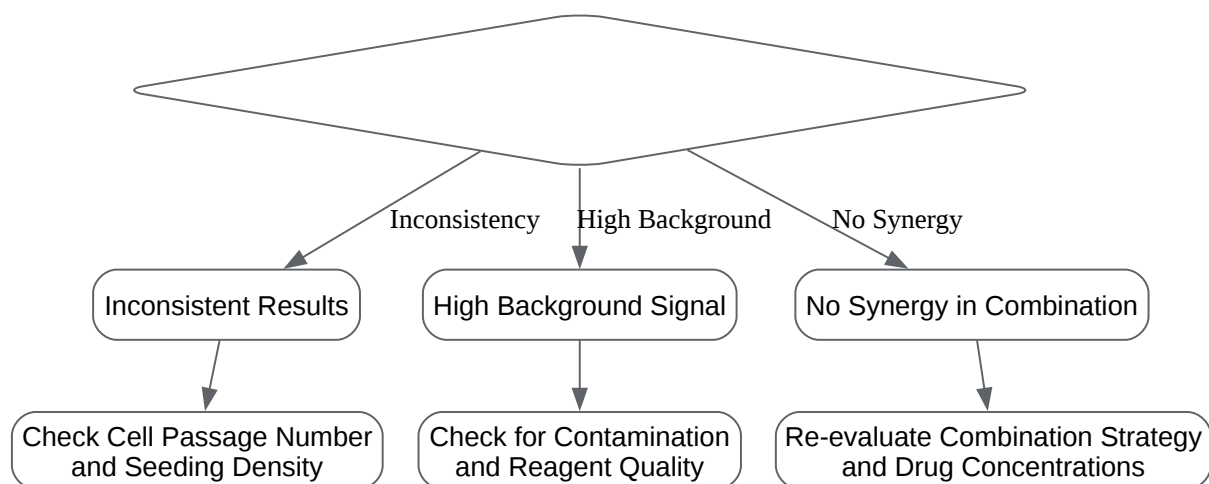 Inconsistency
High Background
No Synergy
Inconsistent Results
High Background Signal
No Synergy in Combination
Check Cell Passage Number
and Seeding Density
Check for Contamination
and Reagent Quality
Re-evaluate Combination Strategy
and Drug Concentrations